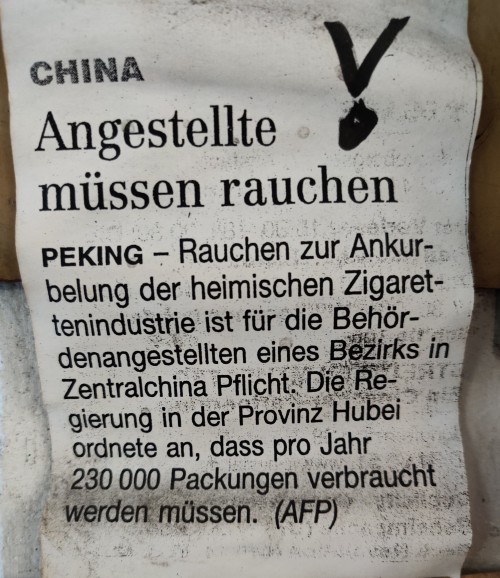 CHINA
Angestellte
müssen rauchen
PEKING – Rauchen zur Ankur-
belung der heimischen Zigaret-
tenindustrie ist für die Behör-
denangestellten eines Bezirks in
Zentralchina Pflicht. Die Re-
gierung in der Provinz Hubei
ordnete an, dass pro Jahr
230 000 Packungen verbraucht
werden müssen. (AFP)